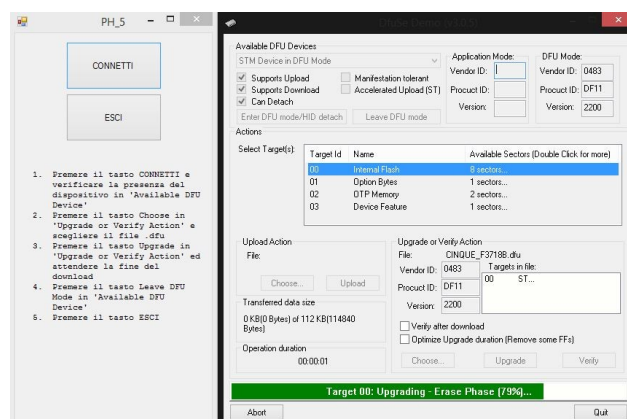 PH_5
CONNETTI
ESCI
1. Premere il tasto CONNETTI e
verificare la presenza del
dispositivo in 'Available DFU
Device'
2. Premere il tasto Choose in
'Upgrade or Verify Action' e
scegliere il file .dfu
3. Premere il tasto Upgrade in
'Upgrade or Verify Action' ed
attendere la fine del
download
4. Premere il tasto Leave DFU
Mode in 'Available DFU
Device'
5. Premere il tasto ESCI
DfuSe Demo (v3.0.5)
Available DFU Devices
STM Device in DFU Mode
Supports Upload
Manifestation tolerant
Supports Download
Accelerated Upload (ST)
Can Detach
Enter DFU mode/HID detach
Leave DFU mode
Application Mode:
Vendor ID:
Procuct ID:
Version:
DFU Mode:
Vendor ID: 0483
Procuct ID: DF11
Version: 2200
Actions
Select Target(s):
Target Id Name Available Sectors (Double Click for more)
00 Internal Flash 8 sectors...
01 Option Bytes 1 sectors...
02 OTP Memory 2 sectors...
03 Device Feature 1 sectors...
Upload Action
File:
Choose... Upload
Transferred data size
0 KB(0 Bytes) of 112 KB(114840
Bytes)
Operation duration
00:00:01
Upgrade or Verify Action
File: CINQUE_F3718B.dfu
Vendor ID: 0483
Procuct ID: DF11
Version: 2200
Targets in file:
00 ST...
Verify after download
Optimize Upgrade duration (Remove some FFs)
Choose... Upgrade Verify
Target 00: Upgrading - Erase Phase (79%)...
Abort Quit